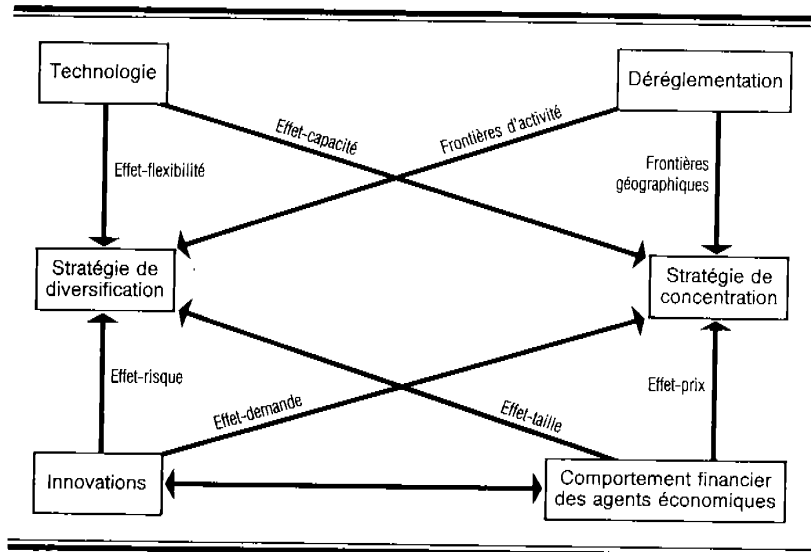 Technologie
Déréglementation
Effet-capacité
Frontières d'activité
Effet-flexibilité
Frontières
géographiques
Stratégie de
diversification
Stratégie de
concentration
Effet-risque
Effet-demande
Effet-taille
Effet-prix
Innovations
Comportement financier
des agents économiques